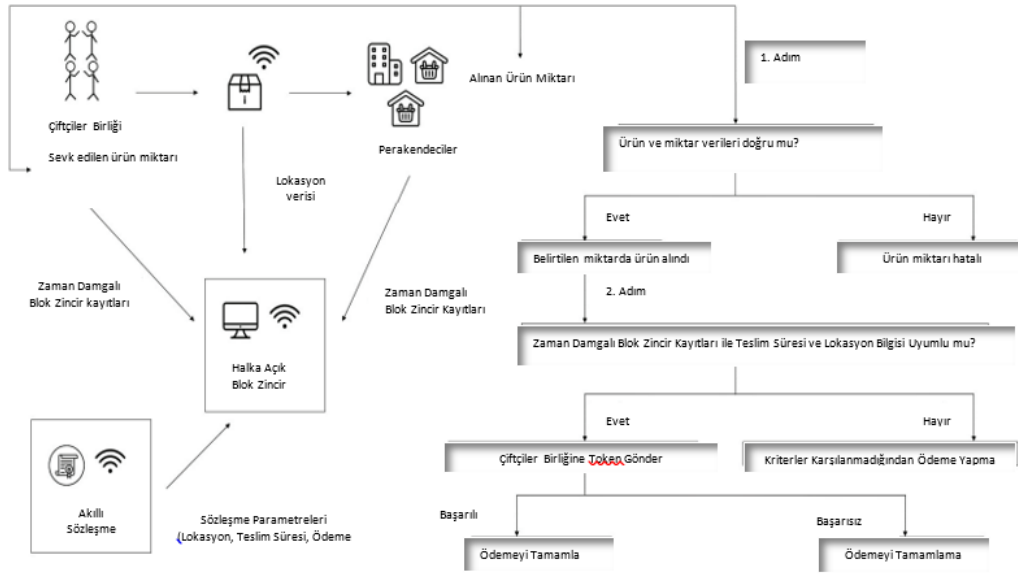 Çiftçiler Birliği
Sevk edilen ürün miktarı
Lokasyon
verisi
Perakendeciler
Alınan Ürün Miktarı
Zaman Damgalı
Blok Zincir kayıtları
Zaman Damgalı
Blok Zincir Kayıtları
Halka Açık
Blok Zincir
Akıllı
Sözleşme
Sözleşme Parametreleri
(Lokasyon, Teslim Süresi, Ödeme
1. Adım
Ürün ve miktar verileri doğru mu?
Evet
Hayır
Belirtilen miktarda ürün alındı
Ürün miktarı hatalı
2. Adım
Zaman Damgalı Blok Zincir Kayıtları ile Teslim Süresi ve Lokasyon Bilgisi Uyumlu mu?
Evet
Hayır
Çiftçiler Birliğine Token Gönder
Kriterler Karşılanmadığından Ödeme Yapma
Başarılı
Başarısız
Ödemeyi Tamamla
Ödemeyi Tamamlama